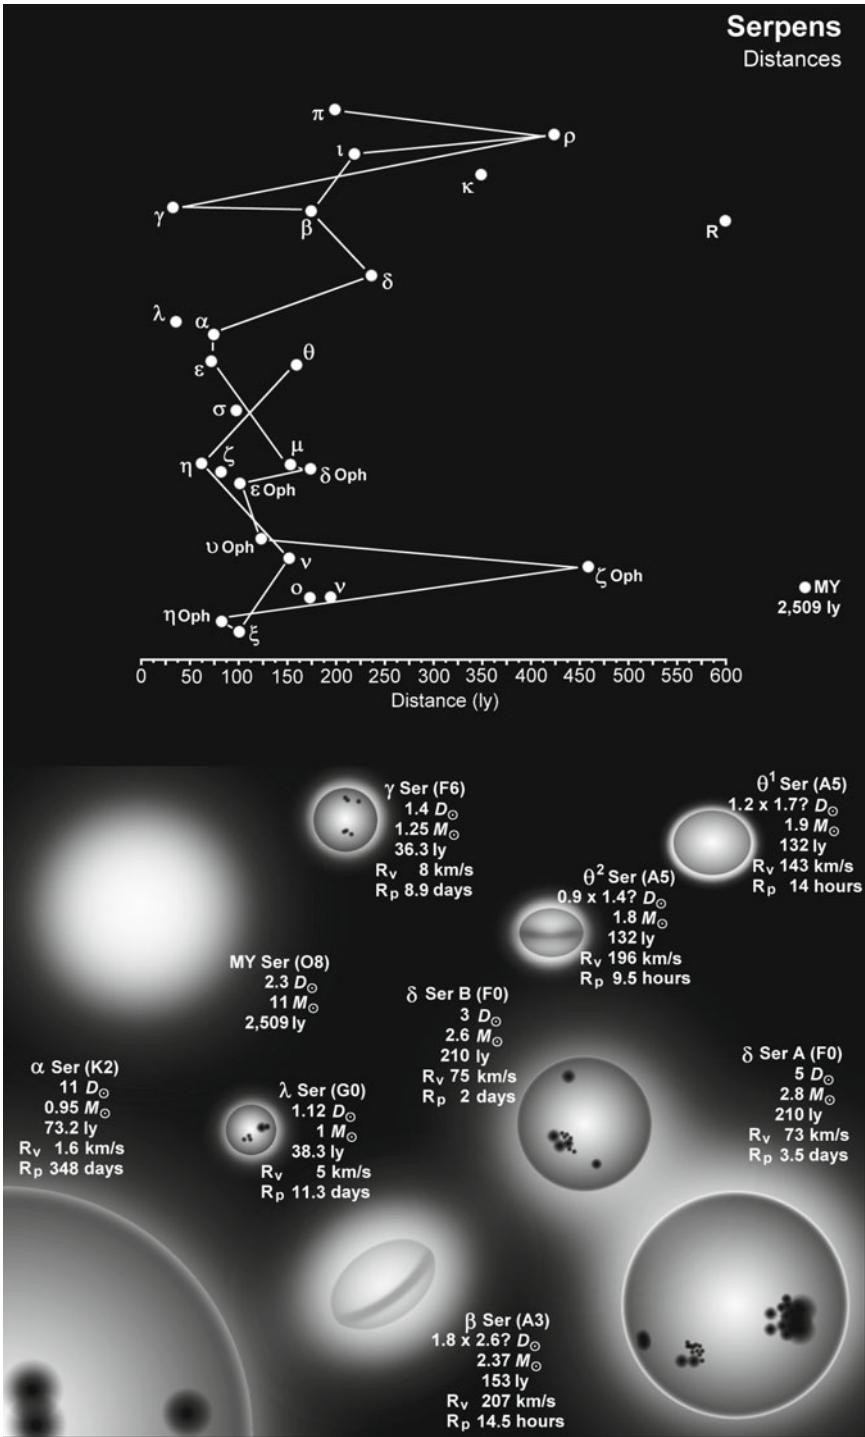 Serpens
Distances
π
ρ
ι
κ
γ
β
R
δ
λ
α
ε
θ
σ
μ
η
ζ
δ Oph
ε Oph
υ Oph
ν
ζ Oph
MY
2,509 ly
ο
ν
η Oph
ξ
0 50 100 150 200 250 300 350 400 450 500 550 600
Distance (ly)
γ Ser (F6)
1.4 D☉
1.25 M☉
36.3 ly
Rv 8 km/s
Rp 8.9 days
θ¹ Ser (A5)
1.2 x 1.7? D☉
1.9 M☉
132 ly
Rv 143 km/s
Rp 14 hours
θ² Ser (A5)
0.9 x 1.4? D☉
1.8 M☉
132 ly
Rv 196 km/s
Rp 9.5 hours
MY Ser (O8)
2.3 D☉
11 M☉
2,509 ly
δ Ser B (F0)
3 D☉
2.6 M☉
210 ly
Rv 75 km/s
Rp 2 days
δ Ser A (F0)
5 D☉
2.8 M☉
210 ly
Rv 73 km/s
Rp 3.5 days
α Ser (K2)
11 D☉
0.95 M☉
73.2 ly
Rv 1.6 km/s
Rp 348 days
λ Ser (G0)
1.12 D☉
1 M☉
38.3 ly
Rv 5 km/s
Rp 11.3 days
β Ser (A3)
1.8 x 2.6? D☉
2.37 M☉
153 ly
Rv 207 km/s
Rp 14.5 hours